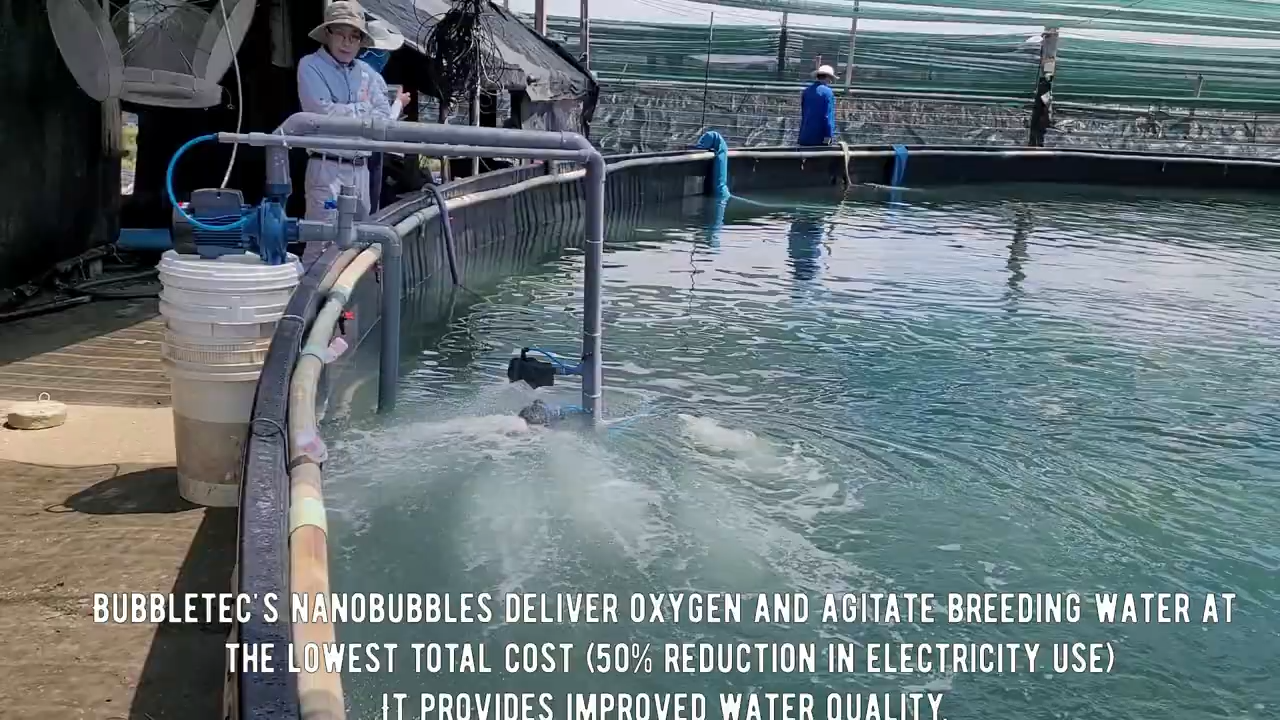 BUBBLETEC'S NANOBUBBLES DELIVER OXYGEN AND AGITATE BREEDING WATER AT
THE LOWEST TOTAL COST (50% REDUCTION IN ELECTRICITY USE)
IT PROVIDES IMPROVED WATER QUALITY.